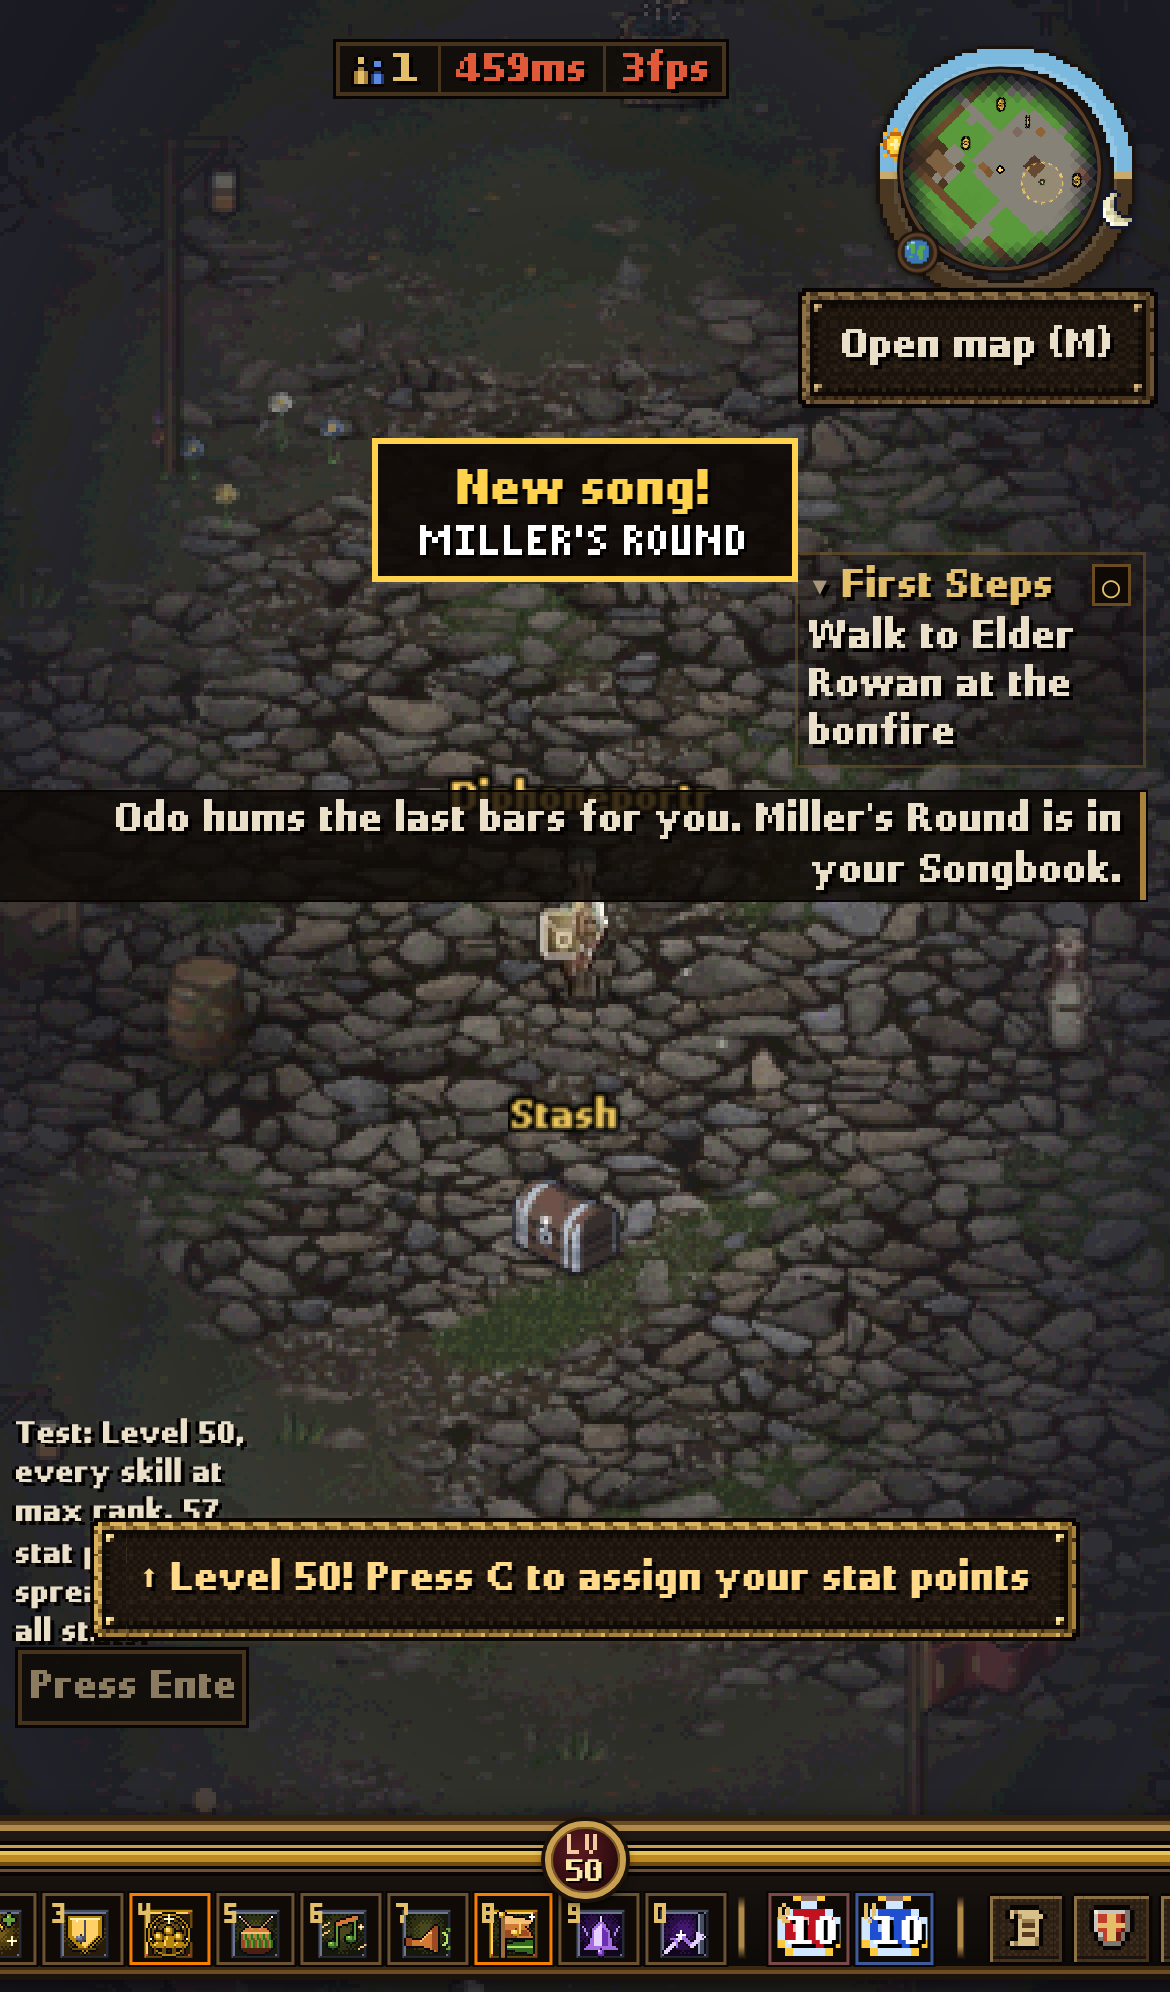 1 459ms 3fps
Open map (M)
New song!
MILLER'S ROUND
First Steps
Walk to Elder
Rowan at the
bonfire
Odo hums the last bars for you. Miller's Round is in
your Songbook.
Stash
Test: Level 50,
every skill at
max rank. 57
stat
↑ Level 50! Press C to assign your stat points
all
Press Ente
LV
50
3 4 5 6 7 8 9 0 10 10